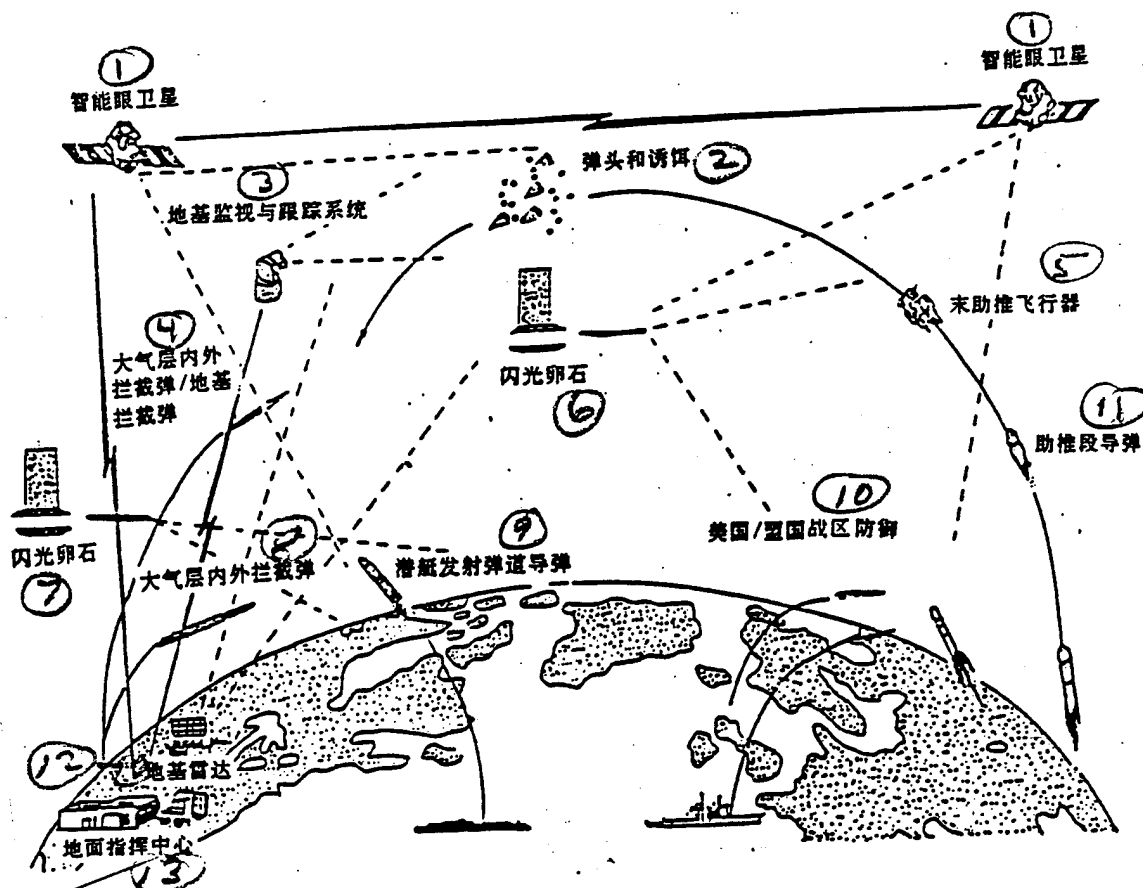 1
智能眼卫星
1
智能眼卫星
弹头和诱饵 2
3
地基监视与跟踪系统
5
末助推飞行器
4
大气层内外
拦截弹/地基
拦截弹
闪光卵石
6
11
助推段导弹
10
美国/盟国战区防御
9
潜艇发射弹道导弹
闪光卵石
7
大气层内外拦截弹
12
地基雷达
地面指挥中心
13